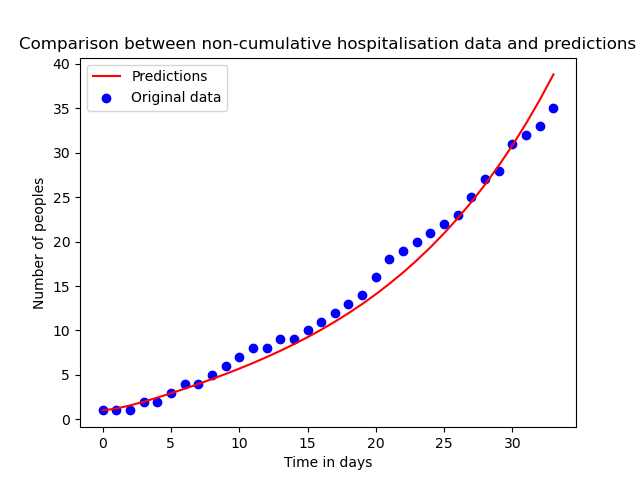 Comparison between non-cumulative hospitalisation data and predictions
Predictions
Original data
Number of peoples
40
35
30
25
20
15
10
5
0
0 5 10 15 20 25 30
Time in days